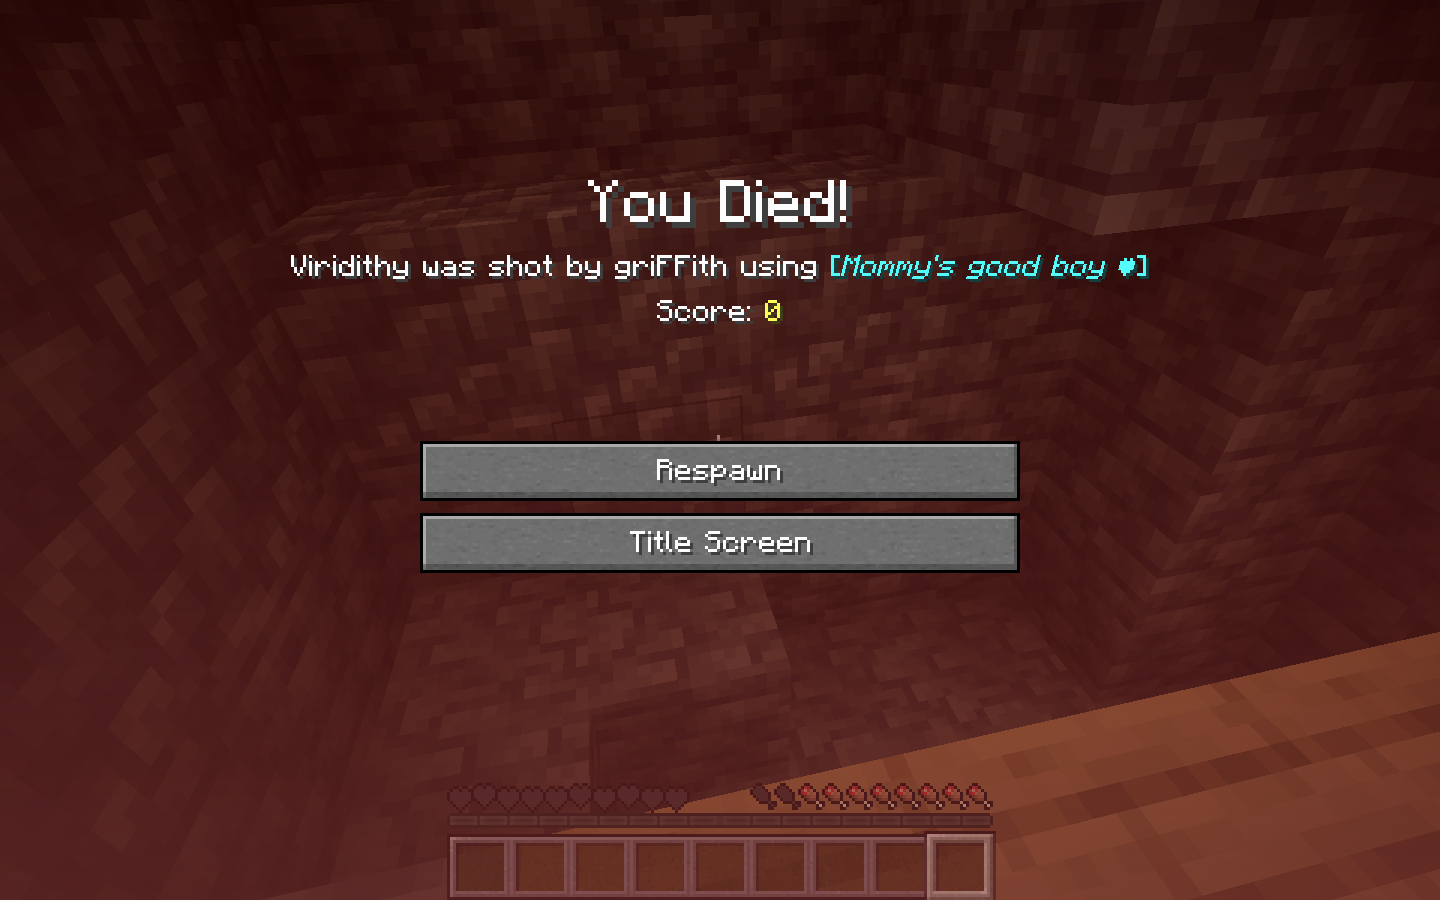 You Died!
Viridithy was shot by griFFith using [Mommy's good boy ♥]
Score: 0
Respawn
Title Screen